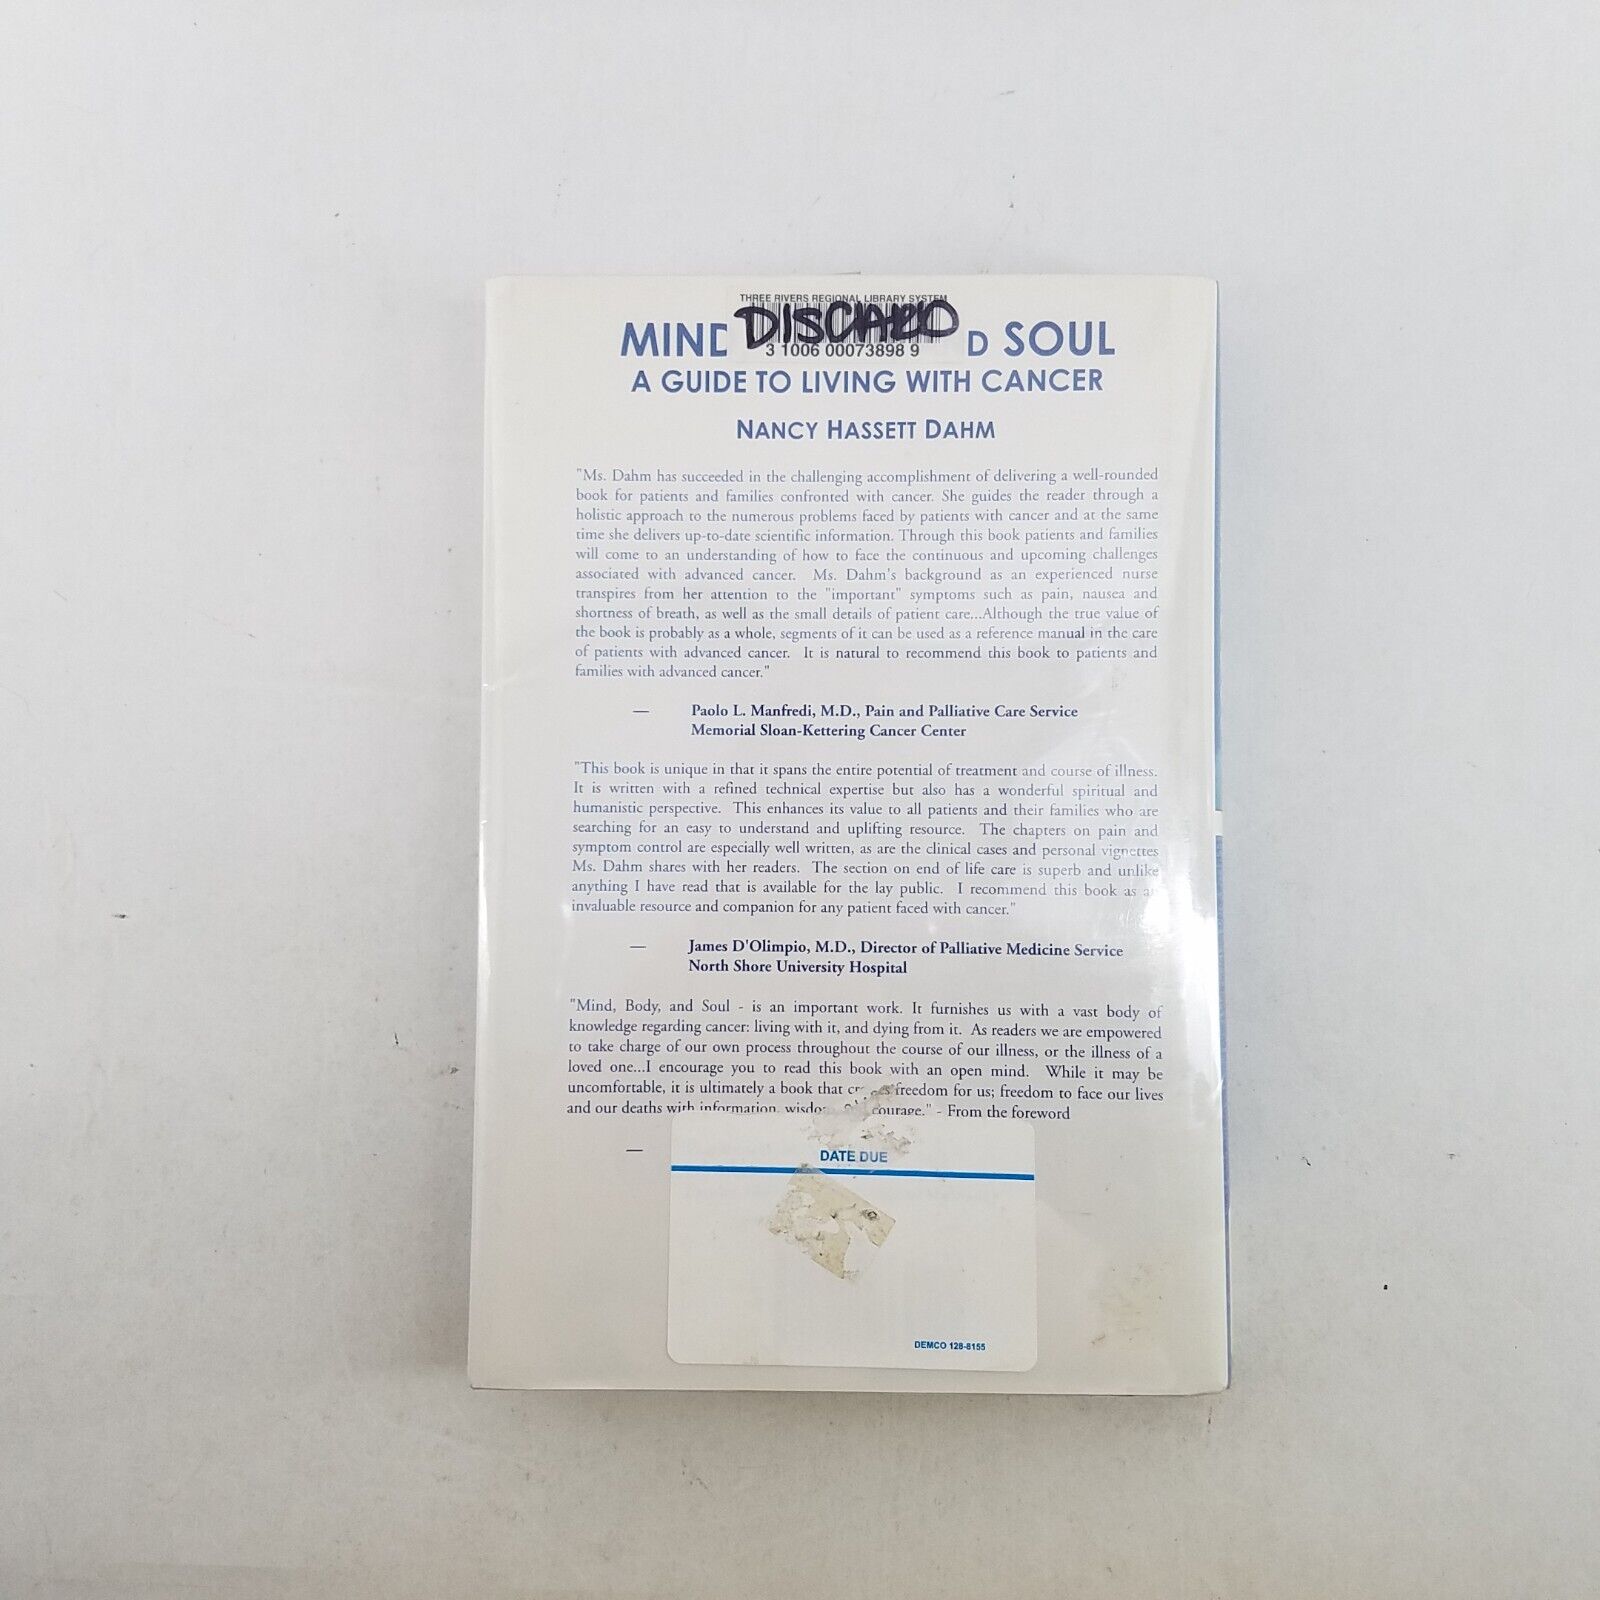 THREE RIVERS REGIONAL LIBRARY SYSTEM
DISCARD
3 1006 00073898 9
MIND D SOUL
A GUIDE TO LIVING WITH CANCER
NANCY HASSETT DAHM
"Ms. Dahm has succeeded in the challenging accomplishment of delivering a well-rounded
book for patients and families confronted with cancer. She guides the reader through a
holistic approach to the numerous problems faced by patients with cancer and at the same
time she delivers up-to-date scientific information. Through this book patients and families
will come to an understanding of how to face the continuous and upcoming challenges
associated with advanced cancer. Ms. Dahm's background as an experienced nurse
transpires from her attention to the "important" symptoms such as pain, nausea and
shortness of breath, as well as the small details of patient care...Although the true value of
the book is probably as a whole, segments of it can be used as a reference manual in the care
of patients with advanced cancer. It is natural to recommend this book to patients and
families with advanced cancer."
— Paolo L. Manfredi, M.D., Pain and Palliative Care Service
Memorial Sloan-Kettering Cancer Center
"This book is unique in that it spans the entire potential of treatment and course of illness.
It is written with a refined technical expertise but also has a wonderful spiritual and
humanistic perspective. This enhances its value to all patients and their families who are
searching for an easy to understand and uplifting resource. The chapters on pain and
symptom control are especially well written, as are the clinical cases and personal vignettes
Ms. Dahm shares with her readers. The section on end of life care is superb and unlike
anything I have read that is available for the lay public. I recommend this book as an
invaluable resource and companion for any patient faced with cancer."
— James D'Olimpio, M.D., Director of Palliative Medicine Service
North Shore University Hospital
"Mind, Body, and Soul - is an important work. It furnishes us with a vast body of
knowledge regarding cancer: living with it, and dying from it. As readers we are empowered
to take charge of our own process throughout the course of our illness, or the illness of a
loved one...I encourage you to read this book with an open mind. While it may be
uncomfortable, it is ultimately a book that creates freedom for us; freedom to face our lives
and our deaths with information, courage." - From the foreword
—
DATE DUE
DEMCO 128-8155